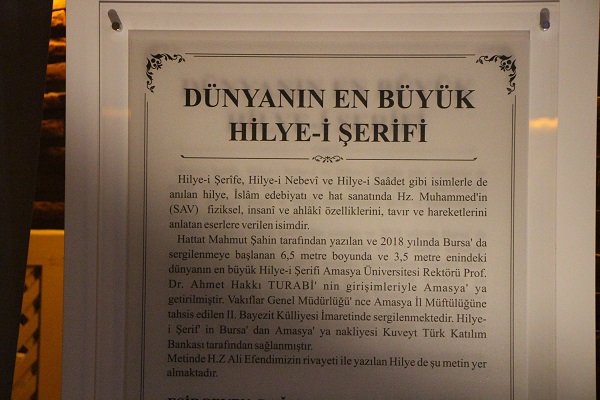 DÜNYANIN EN BÜYÜK
HİLYE-İ ŞERİFİ
Hilye-i Şerîfe, Hilye-i Nebevî ve Hilye-i Saâdet gibi isimlerle de
anılan hilye, İslâm edebiyatı ve hat sanatında Hz. Muhammed'in
(SAV) fiziksel, insanî ve ahlâkî özelliklerini, tavır ve hareketlerini
anlatan eserlere verilen isimdir.
Hattat Mahmut Şahin tarafından yazılan ve 2018 yılında Bursa' da
sergilenmeye başlanan 6,5 metre boyunda ve 3,5 metre enindeki
dünyanın en büyük Hilye-i Şerifi Amasya Üniversitesi Rektörü Prof.
Dr. Ahmet Hakkı TURABİ' nin girişimleriyle Amasya' ya
getirilmiştir. Vakıflar Genel Müdürlüğü' nce Amasya İl Müftülüğüne
tahsis edilen II. Bayezit Külliyesi İmaretinde sergilenmektedir. Hilye-
i Şerif' in Bursa' dan Amasya' ya nakliyesi Kuveyt Türk Katılım
Bankası tarafından sağlanmıştır.
Metinde H.Z Ali Efendimizin rivayeti ile yazılan Hilye de şu metin yer
almaktadır.